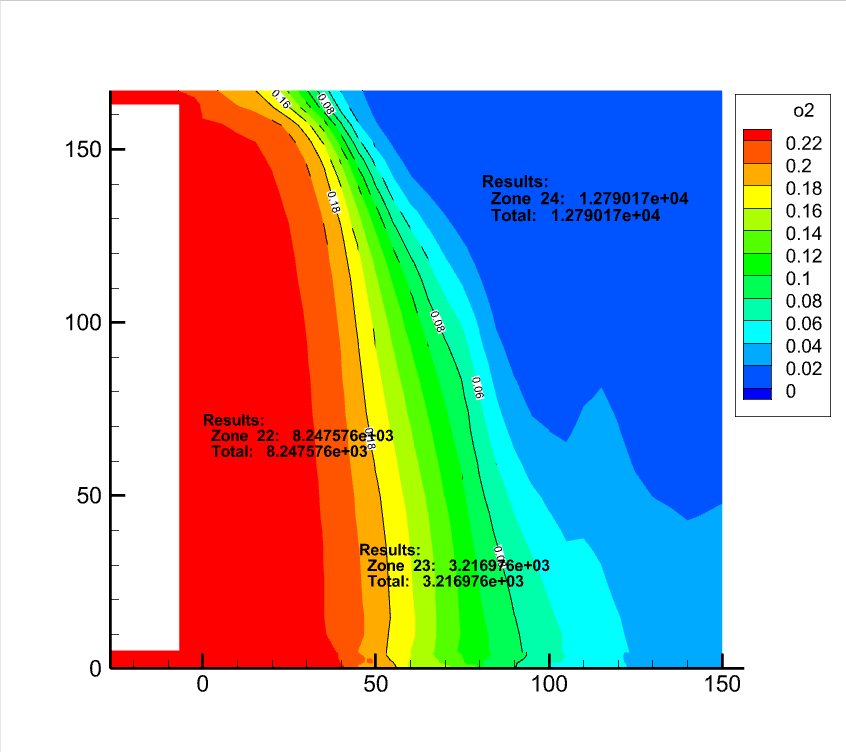 o2
0.22
0.2
0.18
0.16
0.14
0.12
0.1
0.08
0.06
0.04
0.02
0
150
100
50
0
0
50
100
150
0.16
0.08
0.18
0.08
0.06
0.18
Results:
Zone 24: 1.279017e+04
Total: 1.279017e+04
Results:
Zone 22: 8.247576e+03
Total: 8.247576e+03
Results:
Zone 23: 3.216976e+03
Total: 3.216976e+03